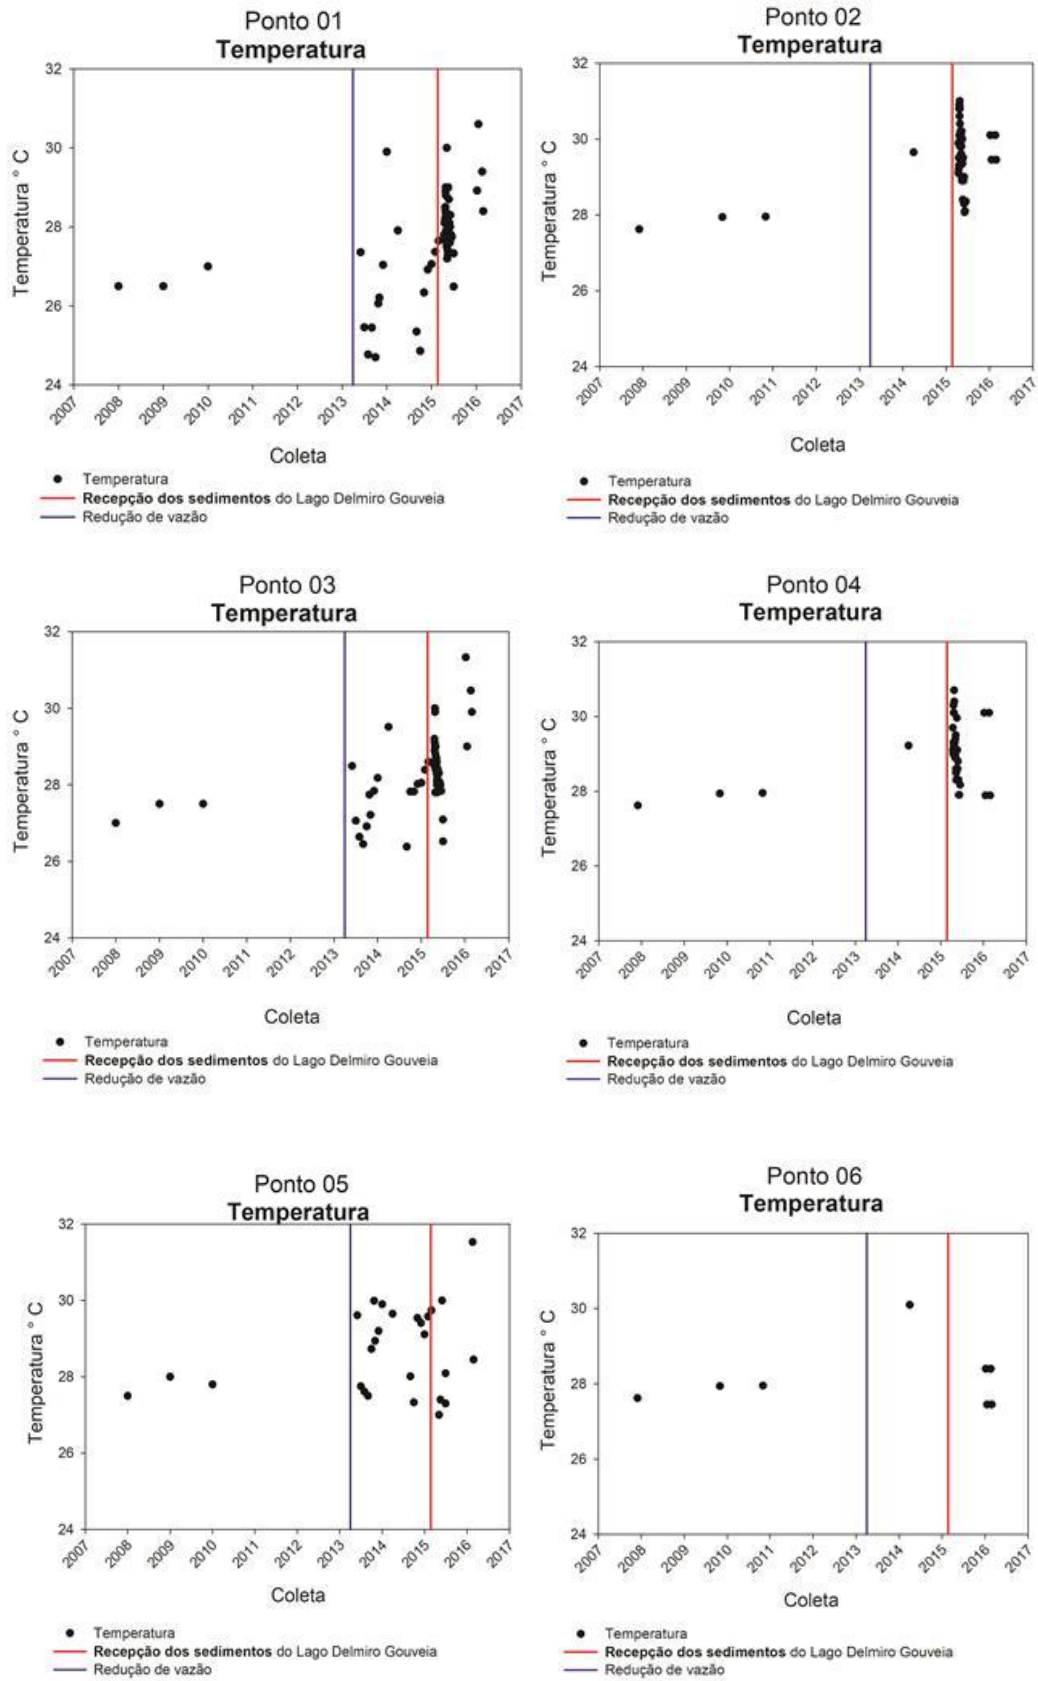 Ponto 01
Temperatura
32
30
28
26
24
Temperatura ° C
2007
2008
2009
2010
2011
2012
2013
2014
2015
2016
2017
Coleta
Temperatura
Recepção dos sedimentos do Lago Delmiro Gouveia
Redução de vazão
Ponto 02
Temperatura
32
30
28
26
24
Temperatura ° C
2007
2008
2009
2010
2011
2012
2013
2014
2015
2016
2017
Coleta
Temperatura
Recepção dos sedimentos do Lago Delmiro Gouveia
Redução de vazão
Ponto 03
Temperatura
32
30
28
26
24
Temperatura ° C
2007
2008
2009
2010
2011
2012
2013
2014
2015
2016
2017
Coleta
Temperatura
Recepção dos sedimentos do Lago Delmiro Gouveia
Redução de vazão
Ponto 04
Temperatura
32
30
28
26
24
Temperatura ° C
2007
2008
2009
2010
2011
2012
2013
2014
2015
2016
2017
Coleta
Temperatura
Recepção dos sedimentos do Lago Delmiro Gouveia
Redução de vazão
Ponto 05
Temperatura
32
30
28
26
24
Temperatura ° C
2007
2008
2009
2010
2011
2012
2013
2014
2015
2016
2017
Coleta
Temperatura
Recepção dos sedimentos do Lago Delmiro Gouveia
Redução de vazão
Ponto 06
Temperatura
32
30
28
26
24
Temperatura ° C
2007
2008
2009
2010
2011
2012
2013
2014
2015
2016
2017
Coleta
Temperatura
Recepção dos sedimentos do Lago Delmiro Gouveia
Redução de vazão